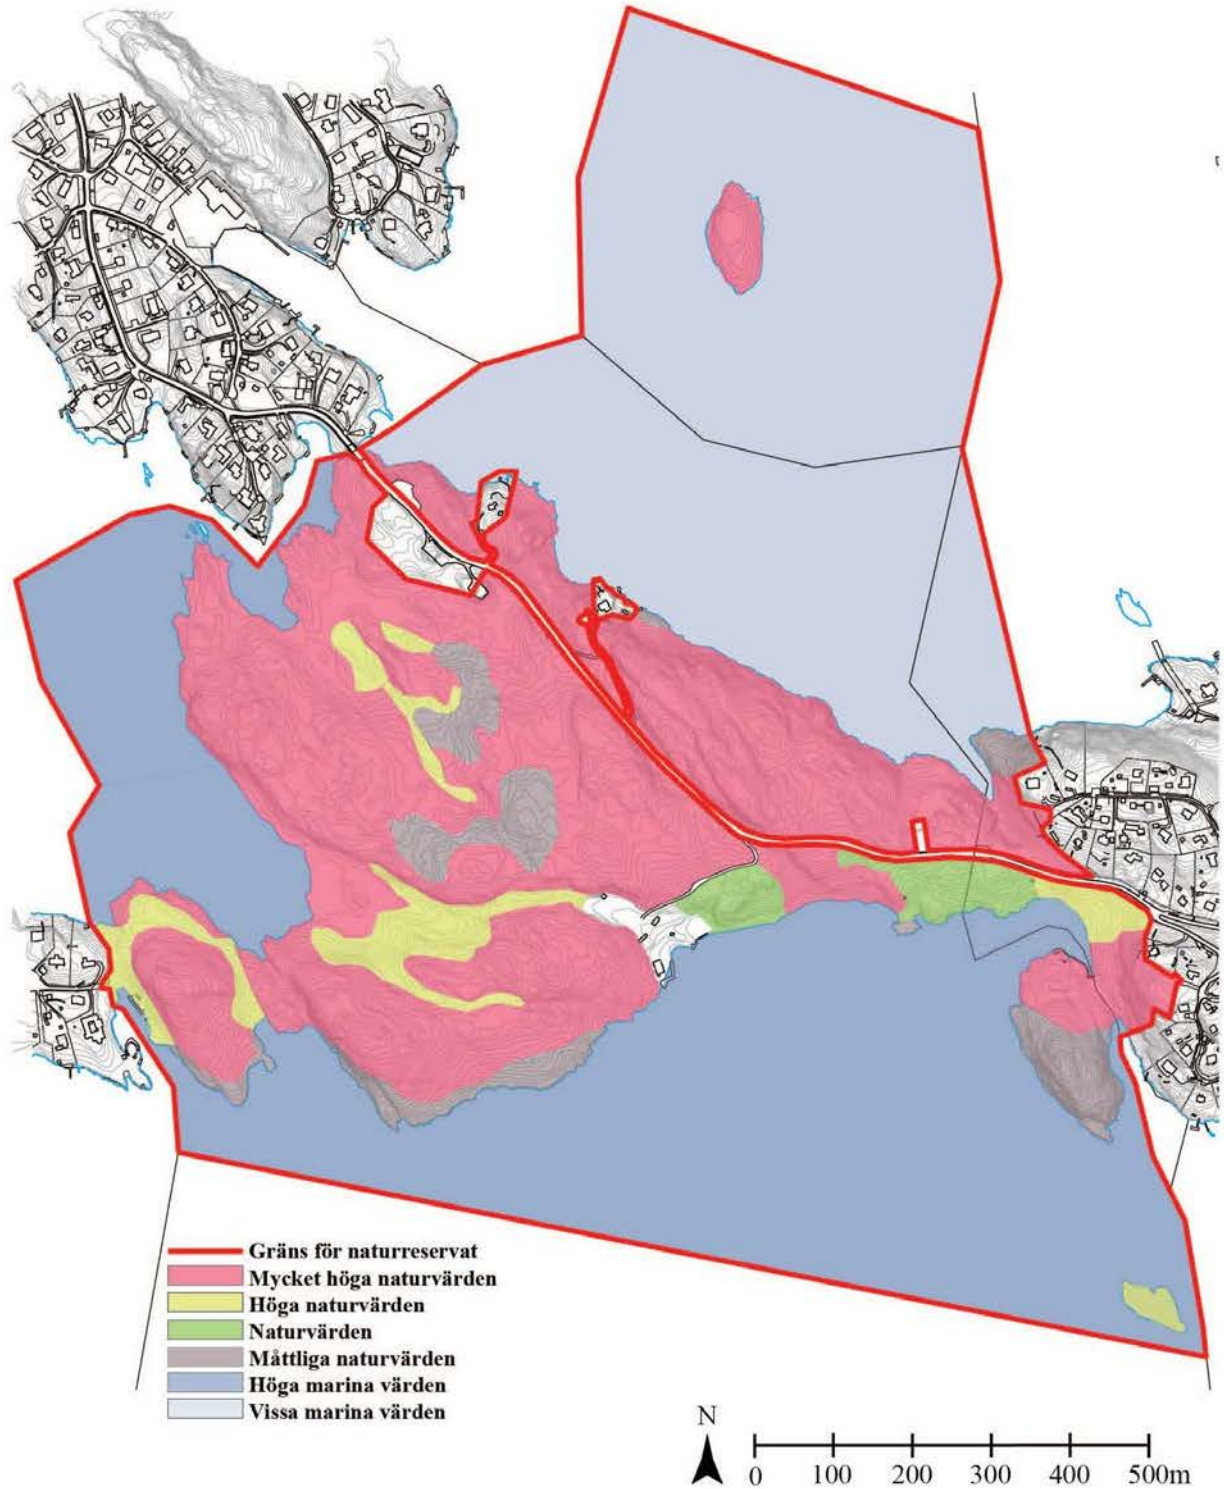 Gräns för naturreservat
Mycket höga naturvärden
Höga naturvärden
Naturvärden
Måttliga naturvärden
Höga marina värden
Vissa marina värden
N
0 100 200 300 400 500m